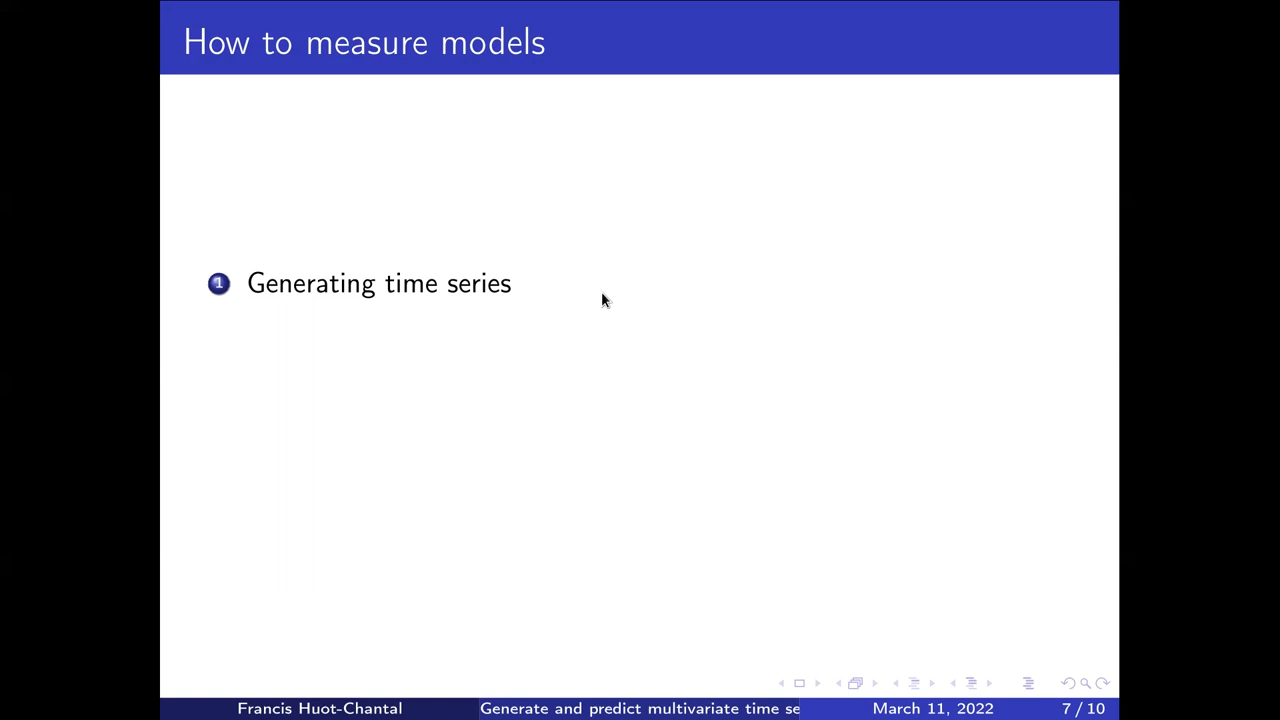 How to measure models
1 Generating time series
Francis Huot-Chantal Generate and predict multivariate time se March 11, 2022 7 / 10